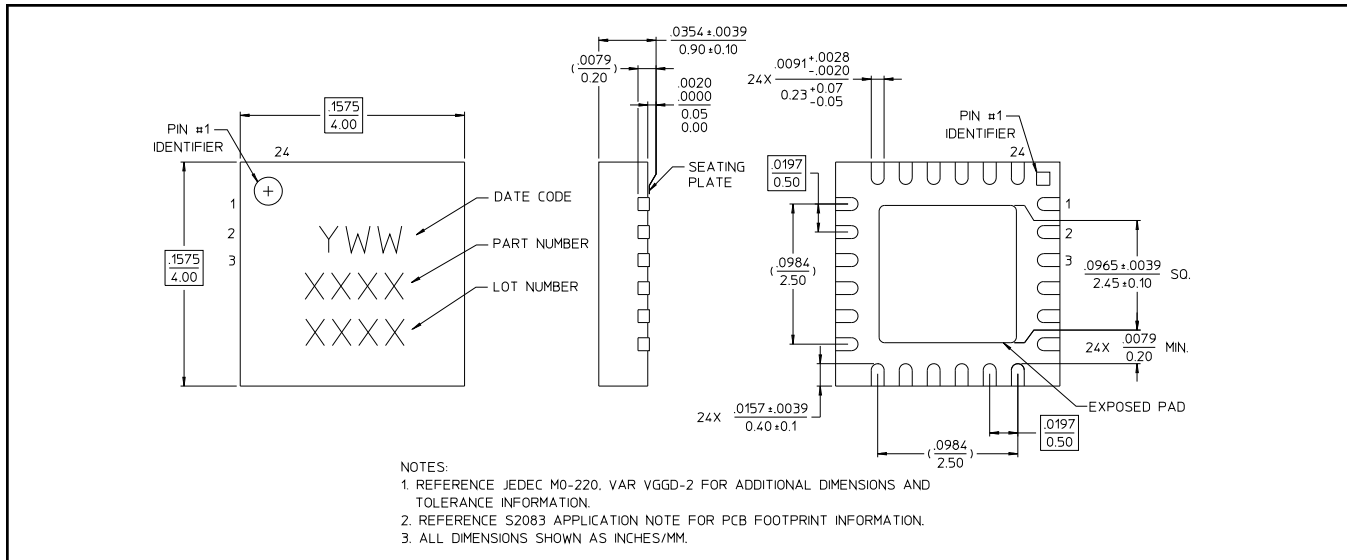 .0354±.0039
0.90±0.10
(.0079
0.20)
.0020
.0000
0.05
0.00
24X .0091+.0028
-.0020
0.23+0.07
-0.05
.1575
4.00
PIN #1
IDENTIFIER
24
1
2
3
.1575
4.00
YWW
XXXX
XXXX
DATE CODE
PART NUMBER
LOT NUMBER
SEATING
PLATE
PIN #1
IDENTIFIER
24
.0197
0.50
1
2
3
(.0984
2.50)
.0965±.0039
2.45±0.10 SQ.
24X .0079
0.20 MIN.
24X .0157±.0039
0.40±0.1
EXPOSED PAD
.0197
0.50
(.0984
2.50)
NOTES:
1. REFERENCE JEDEC MO-220, VAR VGGD-2 FOR ADDITIONAL DIMENSIONS AND
TOLERANCE INFORMATION.
2. REFERENCE S2083 APPLICATION NOTE FOR PCB FOOTPRINT INFORMATION.
3. ALL DIMENSIONS SHOWN AS INCHES/MM.